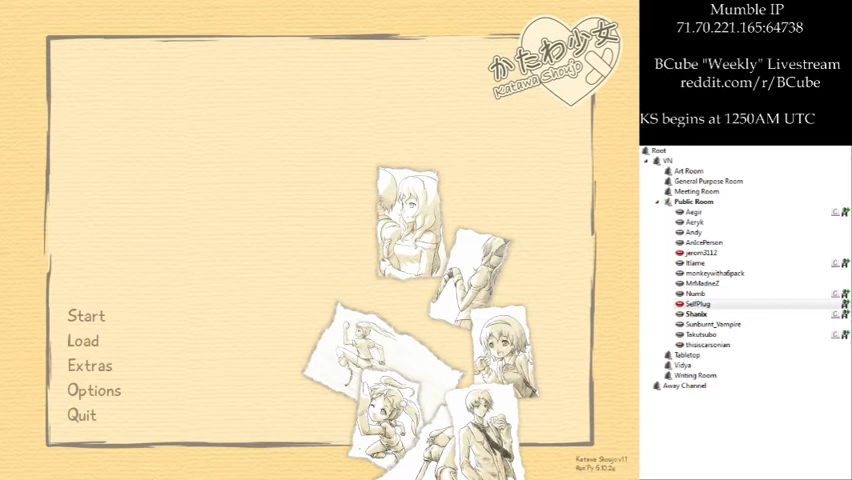 かたわ少女
Katawa Shoujo
Start
Load
Extras
Options
Quit
Katawa Shoujo v1.1
Ren'Py 6.10.2e
Mumble IP
71.70.221.165:64738
BCube "Weekly" Livestream
reddit.com/r/BCube
KS begins at 1250AM UTC
Root
VN
Art Room
General Purpose Room
Meeting Room
Public Room
Aegir
Aeryk
Andy
AnIcePerson
jerom3112
Itlame
monkeywitha6pack
MrMadneZ
Numb
SelfPlug
Shanix
Sunburnt_Vampire
Takutsubo
thisiscarsonian
Tabletop
Vidya
Writing Room
Away Channel